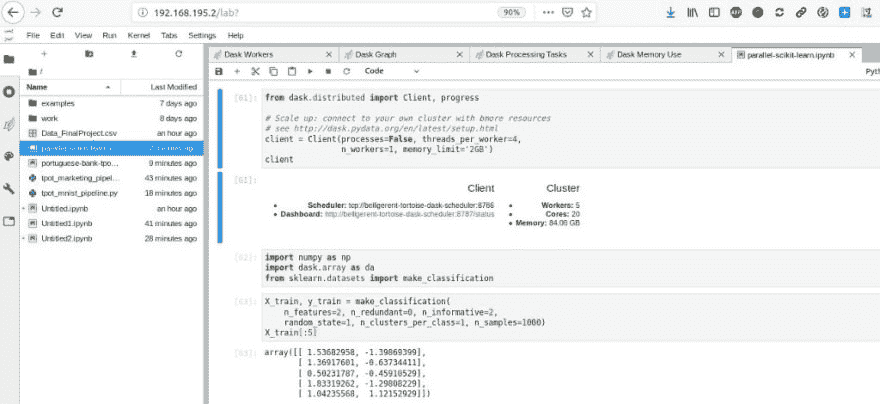 192.168.195.2/lab?
90%
File Edit View Run Kernel Tabs Settings Help
/
Name Last Modified
examples 7 days ago
work 8 days ago
Data_FinalProject.csv an hour ago
minutes ago
portuguese-bank-tpo... 9 minutes ago
tpot_marketing_pipel... 43 minutes ago
tpot_mnist_pipeline.py 18 minutes ago
Untitled.ipynb an hour ago
Untitled1.ipynb 41 minutes ago
Untitled2.ipynb 28 minutes ago
Dask Workers Dask Graph Dask Processing Tasks Dask Memory Use parallel-scikit-learn.ipynb
Code Pyth
[61]:
from dask.distributed import Client, progress
# Scale up: connect to your own cluster with bmore resources
# see http://dask.pydata.org/en/latest/setup.html
client = Client(processes=False, threads_per_worker=4,
n_workers=1, memory_limit='2GB')
client
[61]:
Client Cluster
Scheduler: tcp://belligerent-tortoise-dask-scheduler:8786 Workers: 5
Dashboard: http://belligerent-tortoise-dask-scheduler:8787/status Cores: 20
Memory: 84.06 GB
[62]:
import numpy as np
import dask.array as da
from sklearn.datasets import make_classification
[63]:
X_train, y_train = make_classification(
n_features=2, n_redundant=0, n_informative=2,
random_state=1, n_clusters_per_class=1, n_samples=1000)
X_train[:5]
[63]:
array([[ 1.53682958, -1.39869399],
[ 1.36917601, -0.63734411],
[ 0.50231787, -0.45910529],
[ 1.83319262, -1.29808229],
[ 1.04235568, 1.12152929]])